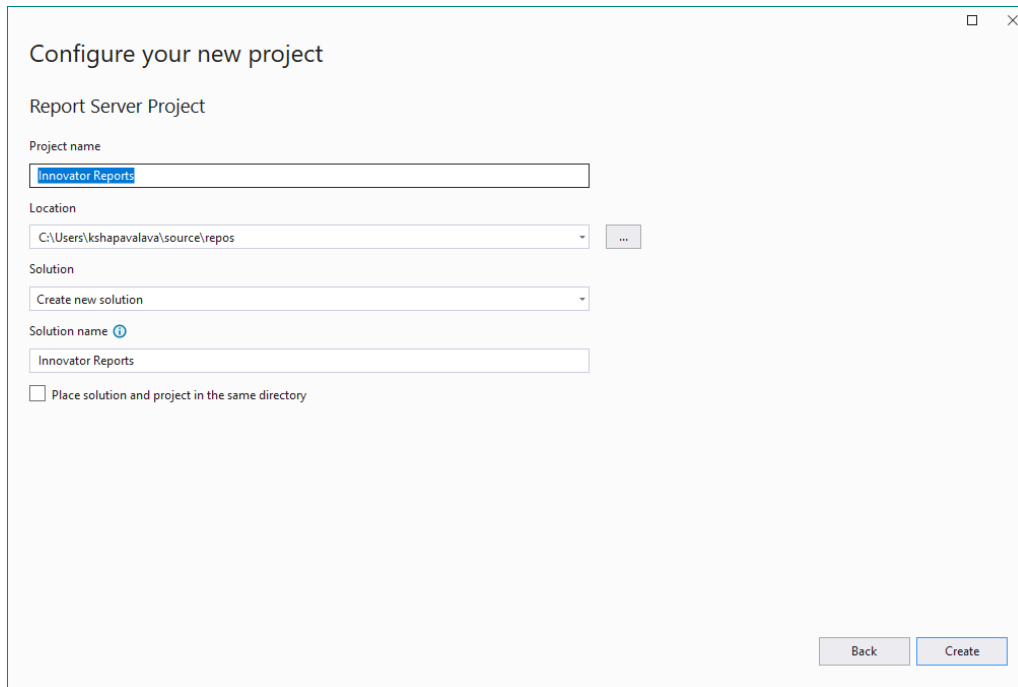 Configure your new project
Report Server Project
Project name
Innovator Reports
Location
C:\Users\kshapavalava\source\repos
...
Solution
Create new solution
Solution name
Innovator Reports
Place solution and project in the same directory
Back
Create